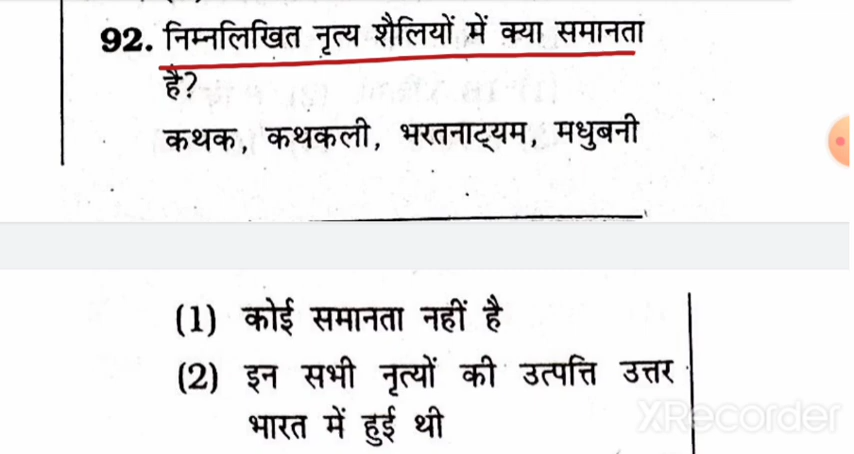 92. निम्नलिखित नृत्य शैलियों में क्या समानता
है?
कथक, कथकली, भरतनाट्यम, मधुबनी
(1) कोई समानता नहीं है
(2) इन सभी नृत्यों की उत्पत्ति उत्तर
भारत में हुई थी
XRecorder